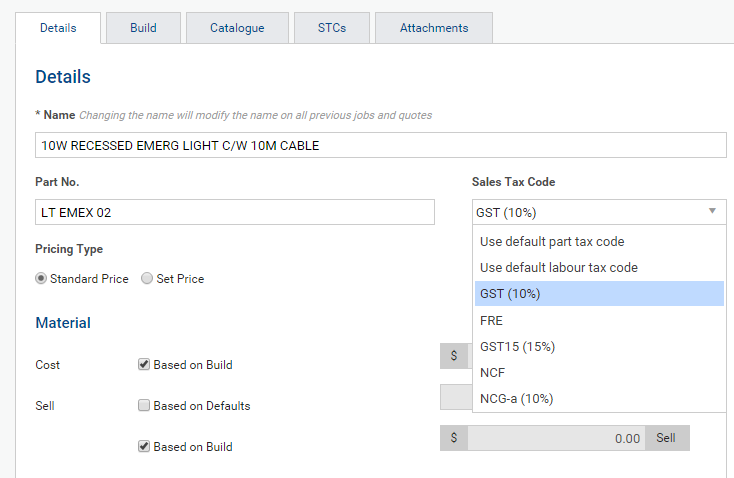 Details Build Catalogue STCs Attachments
Details
* Name Changing the name will modify the name on all previous jobs and quotes
10W RECESSED EMERG LIGHT C/W 10M CABLE
Part No. Sales Tax Code
LT EMEX 02 GST (10%)
Use default part tax code
Pricing Type
Use default labour tax code
Standard Price Set Price
GST (10%)
Material FRE
GST15 (15%)
Cost Based on Build $
NCF
Sell Based on Defaults NCG-a (10%)
Based on Build $ 0.00 Sell